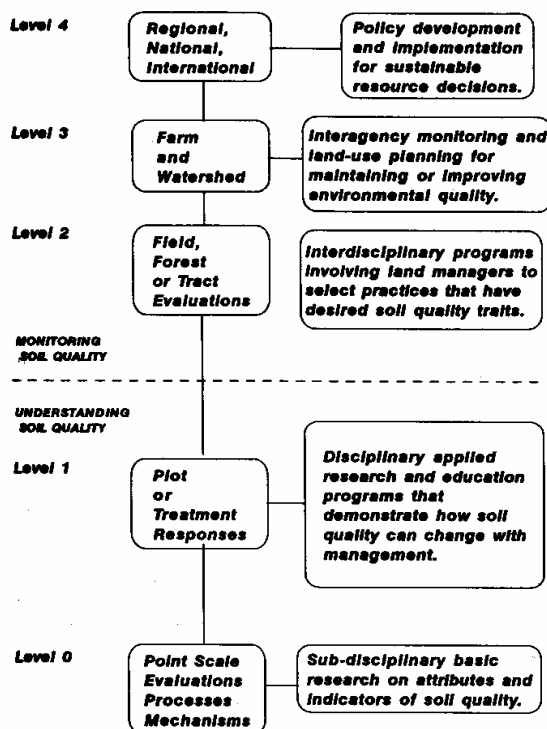 Level 4
Regional,
National,
International
Policy development
and implementation
for sustainable
resource decisions.
Level 3
Farm
and
Watershed
Interagency monitoring and
land-use planning for
maintaining or improving
environmental quality.
Level 2
Field,
Forest
or Tract
Evaluations
Interdisciplinary programs
involving land managers to
select practices that have
desired soil quality traits.
MONITORING
SOIL QUALITY
UNDERSTANDING
SOIL QUALITY
Level 1
Plot
or
Treatment
Responses
Disciplinary applied
research and education
programs that
demonstrate how soil
quality can change with
management.
Level 0
Point Scale
Evaluations
Processes
Mechanisms
Sub-disciplinary basic
research on attributes and
indicators of soil quality.